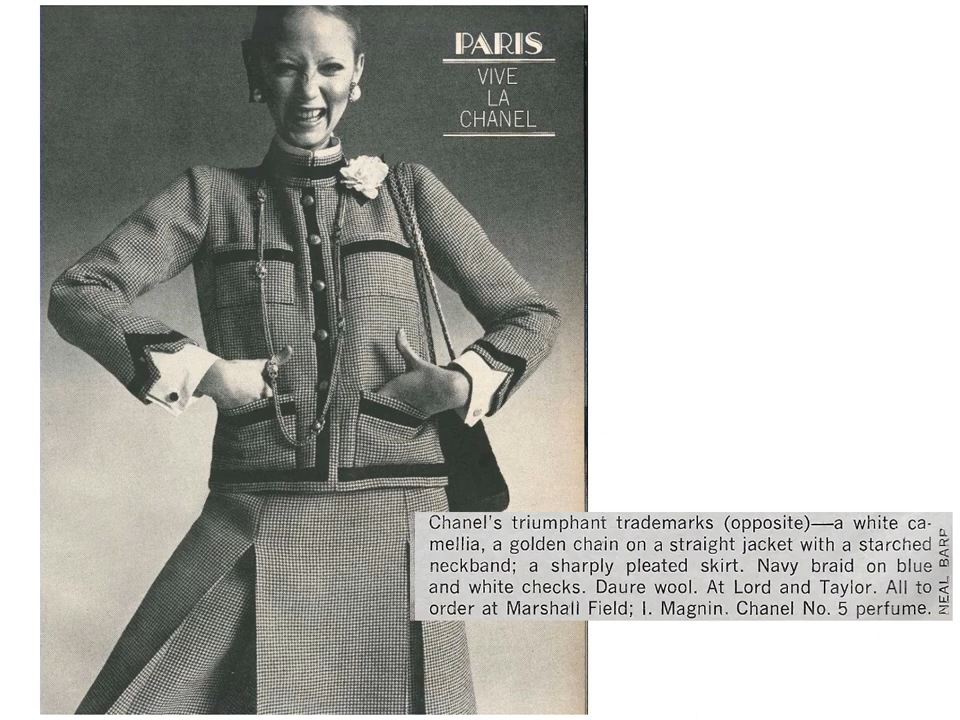 PARIS
VIVE
LA
CHANEL
Chanel's triumphant trademarks (opposite)—a white ca-
mellia, a golden chain on a straight jacket with a starched
neckband; a sharply pleated skirt. Navy braid on blue
and white checks. Daure wool. At Lord and Taylor. All to
order at Marshall Field; I. Magnin. Chanel No. 5 perfume.
NEAL BARP